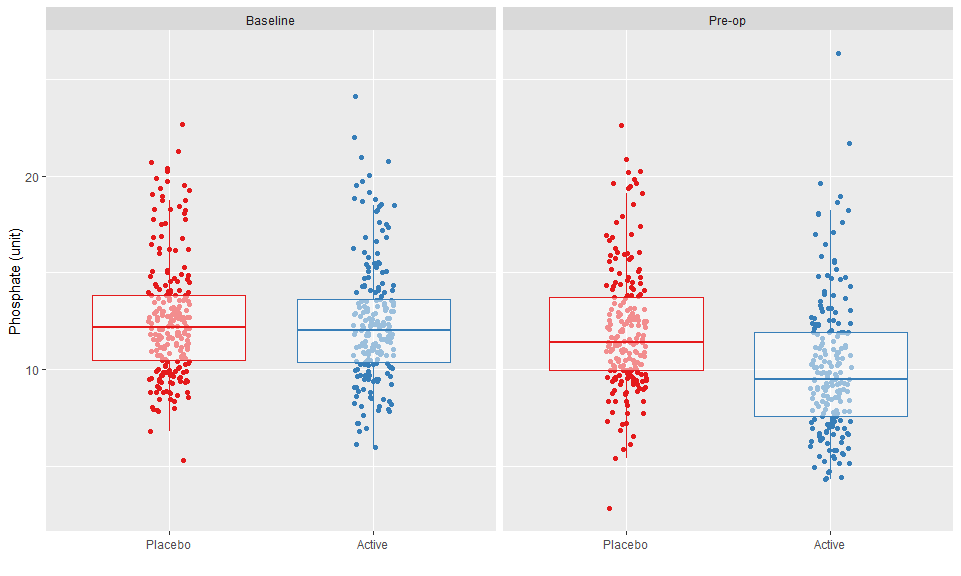 Baseline
Pre-op
Phosphate (unit)
20
10
Placebo
Active
Placebo
Active